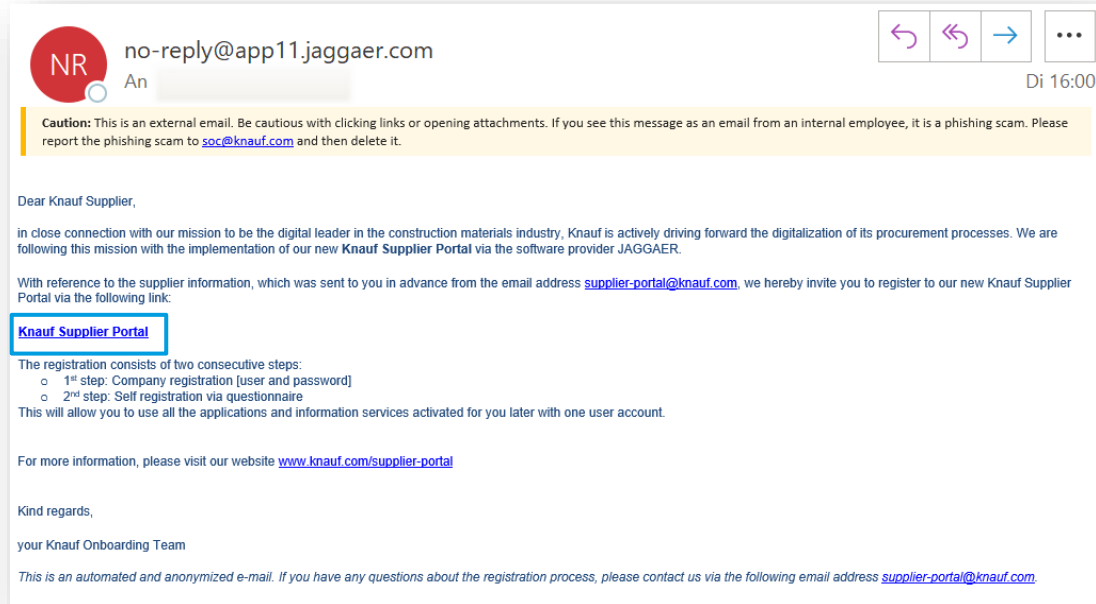 NR
no-reply@app11.jaggaer.com
An
Di 16:00
Caution: This is an external email. Be cautious with clicking links or opening attachments. If you see this message as an email from an internal employee, it is a phishing scam. Please
report the phishing scam to soc@knauf.com and then delete it.
Dear Knauf Supplier,
in close connection with our mission to be the digital leader in the construction materials industry, Knauf is actively driving forward the digitalization of its procurement processes. We are
following this mission with the implementation of our new Knauf Supplier Portal via the software provider JAGGAER.
With reference to the supplier information, which was sent to you in advance from the email address supplier-portal@knauf.com, we hereby invite you to register to our new Knauf Supplier
Portal via the following link:
Knauf Supplier Portal
The registration consists of two consecutive steps:
o 1st step: Company registration [user and password]
o 2nd step: Self registration via questionnaire
This will allow you to use all the applications and information services activated for you later with one user account.
For more information, please visit our website www.knauf.com/supplier-portal
Kind regards,
your Knauf Onboarding Team
This is an automated and anonymized e-mail. If you have any questions about the registration process, please contact us via the following email address supplier-portal@knauf.com.